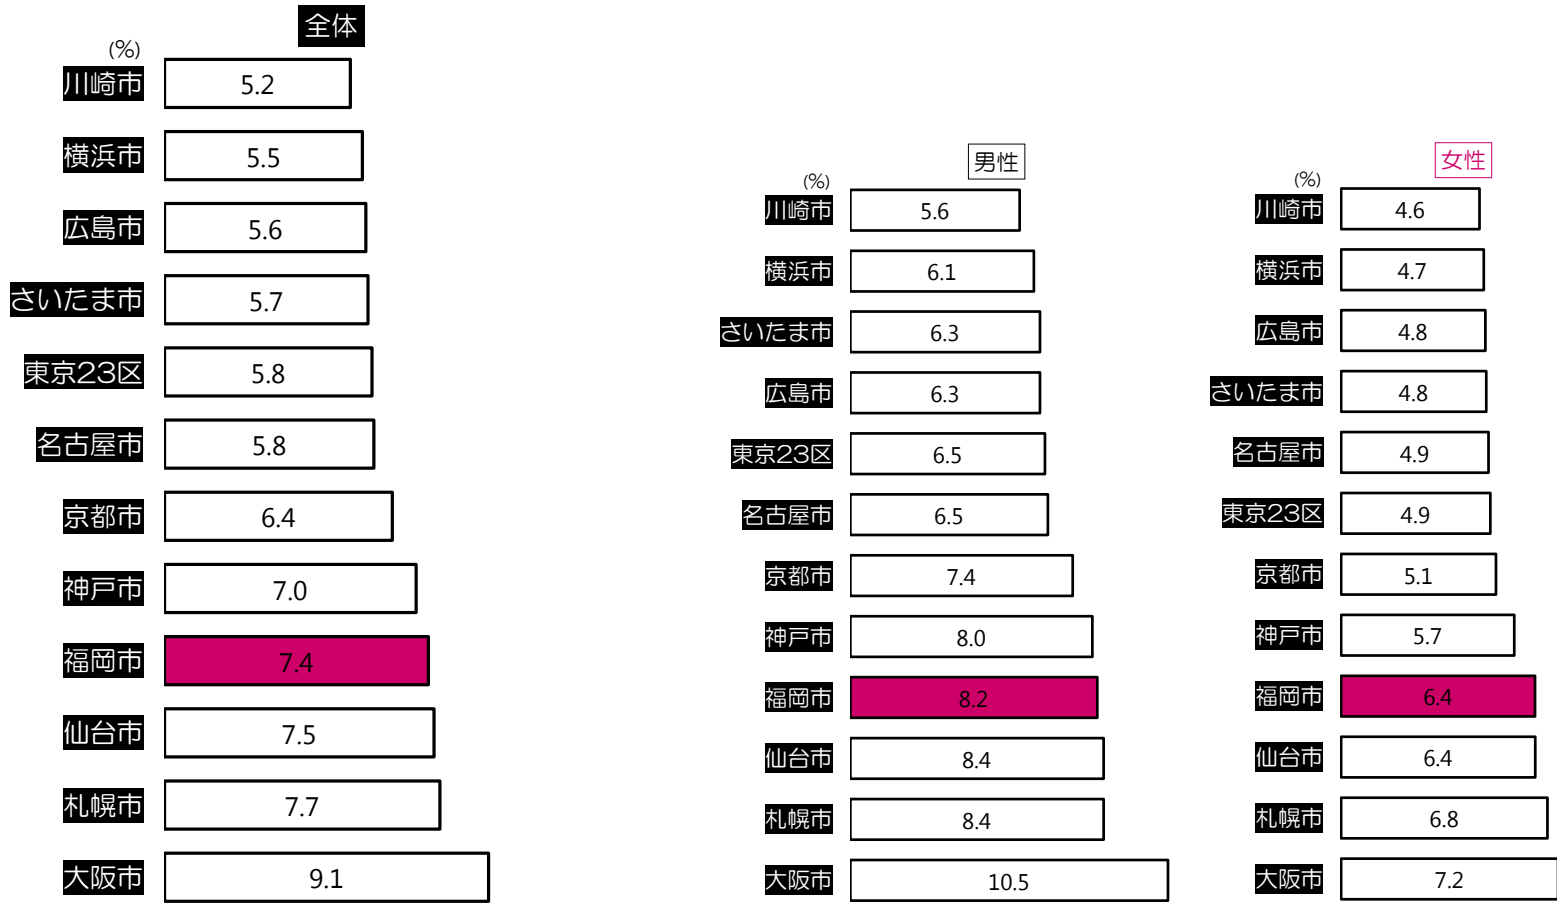 全体
(%)
川崎市 5.2
横浜市 5.5
広島市 5.6
さいたま市 5.7
東京23区 5.8
名古屋市 5.8
京都市 6.4
神戸市 7.0
福岡市 7.4
仙台市 7.5
札幌市 7.7
大阪市 9.1
男性
(%)
川崎市 5.6
横浜市 6.1
さいたま市 6.3
広島市 6.3
東京23区 6.5
名古屋市 6.5
京都市 7.4
神戸市 8.0
福岡市 8.2
仙台市 8.4
札幌市 8.4
大阪市 10.5
女性
(%)
川崎市 4.6
横浜市 4.7
広島市 4.8
さいたま市 4.8
名古屋市 4.9
東京23区 4.9
京都市 5.1
神戸市 5.7
福岡市 6.4
仙台市 6.4
札幌市 6.8
大阪市 7.2